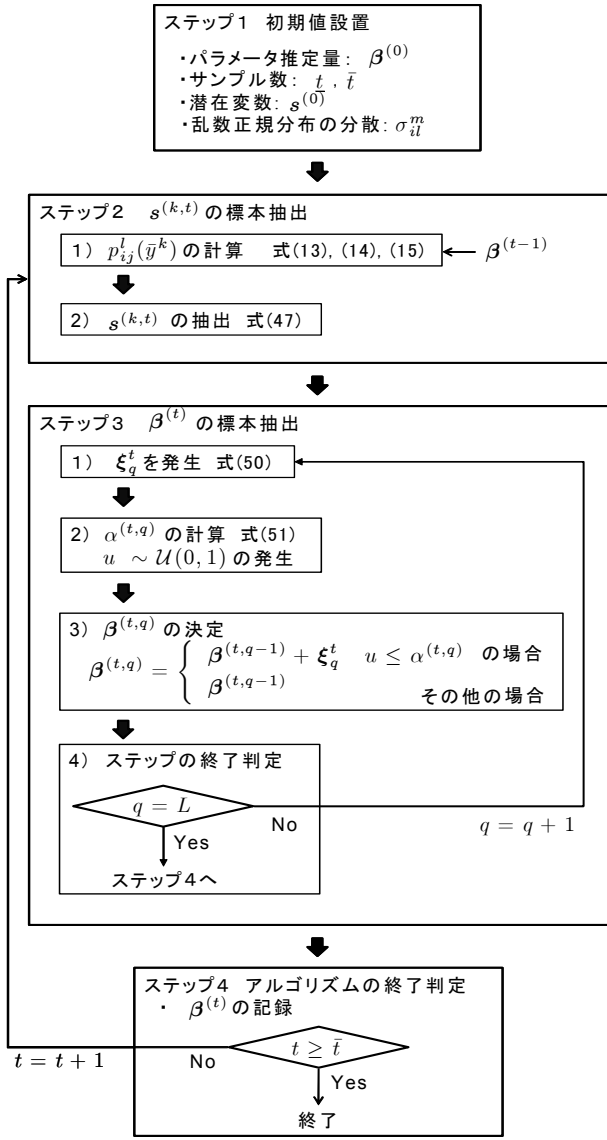 ステップ1 初期値設置
・パラメータ推定量: β^(0)
・サンプル数: t̲ , t̄
・潜在変数: s^(0)
・乱数正規分布の分散: σ_il^m
ステップ2 s^(k,t) の標本抽出
1) p_ij^l(ȳ^k) の計算 式(13), (14), (15)
β^(t−1)
2) s^(k,t) の抽出 式(47)
ステップ3 β^(t) の標本抽出
1) ξ_q^t を発生 式(50)
2) α^(t,q) の計算 式(51)
u ∼ U(0, 1) の発生
3) β^(t,q) の決定
β^(t,q) = { β^(t,q−1) + ξ_q^t u ≤ α^(t,q) の場合
β^(t,q−1) その他の場合
4) ステップの終了判定
q = L
No
q = q + 1
Yes
ステップ4へ
ステップ4 アルゴリズムの終了判定
・ β^(t) の記録
t = t + 1
No
t ≥ t̄
Yes
終了